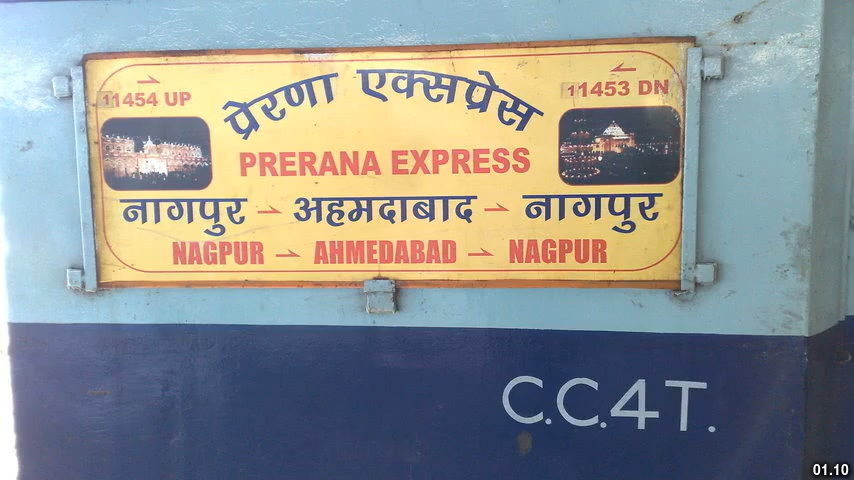 11454 UP
प्रेरणा एक्सप्रेस
11453 DN
PRERANA EXPRESS
नागपुर → अहमदाबाद → नागपुर
NAGPUR → AHMEDABAD → NAGPUR
C.C.4T.
01.10